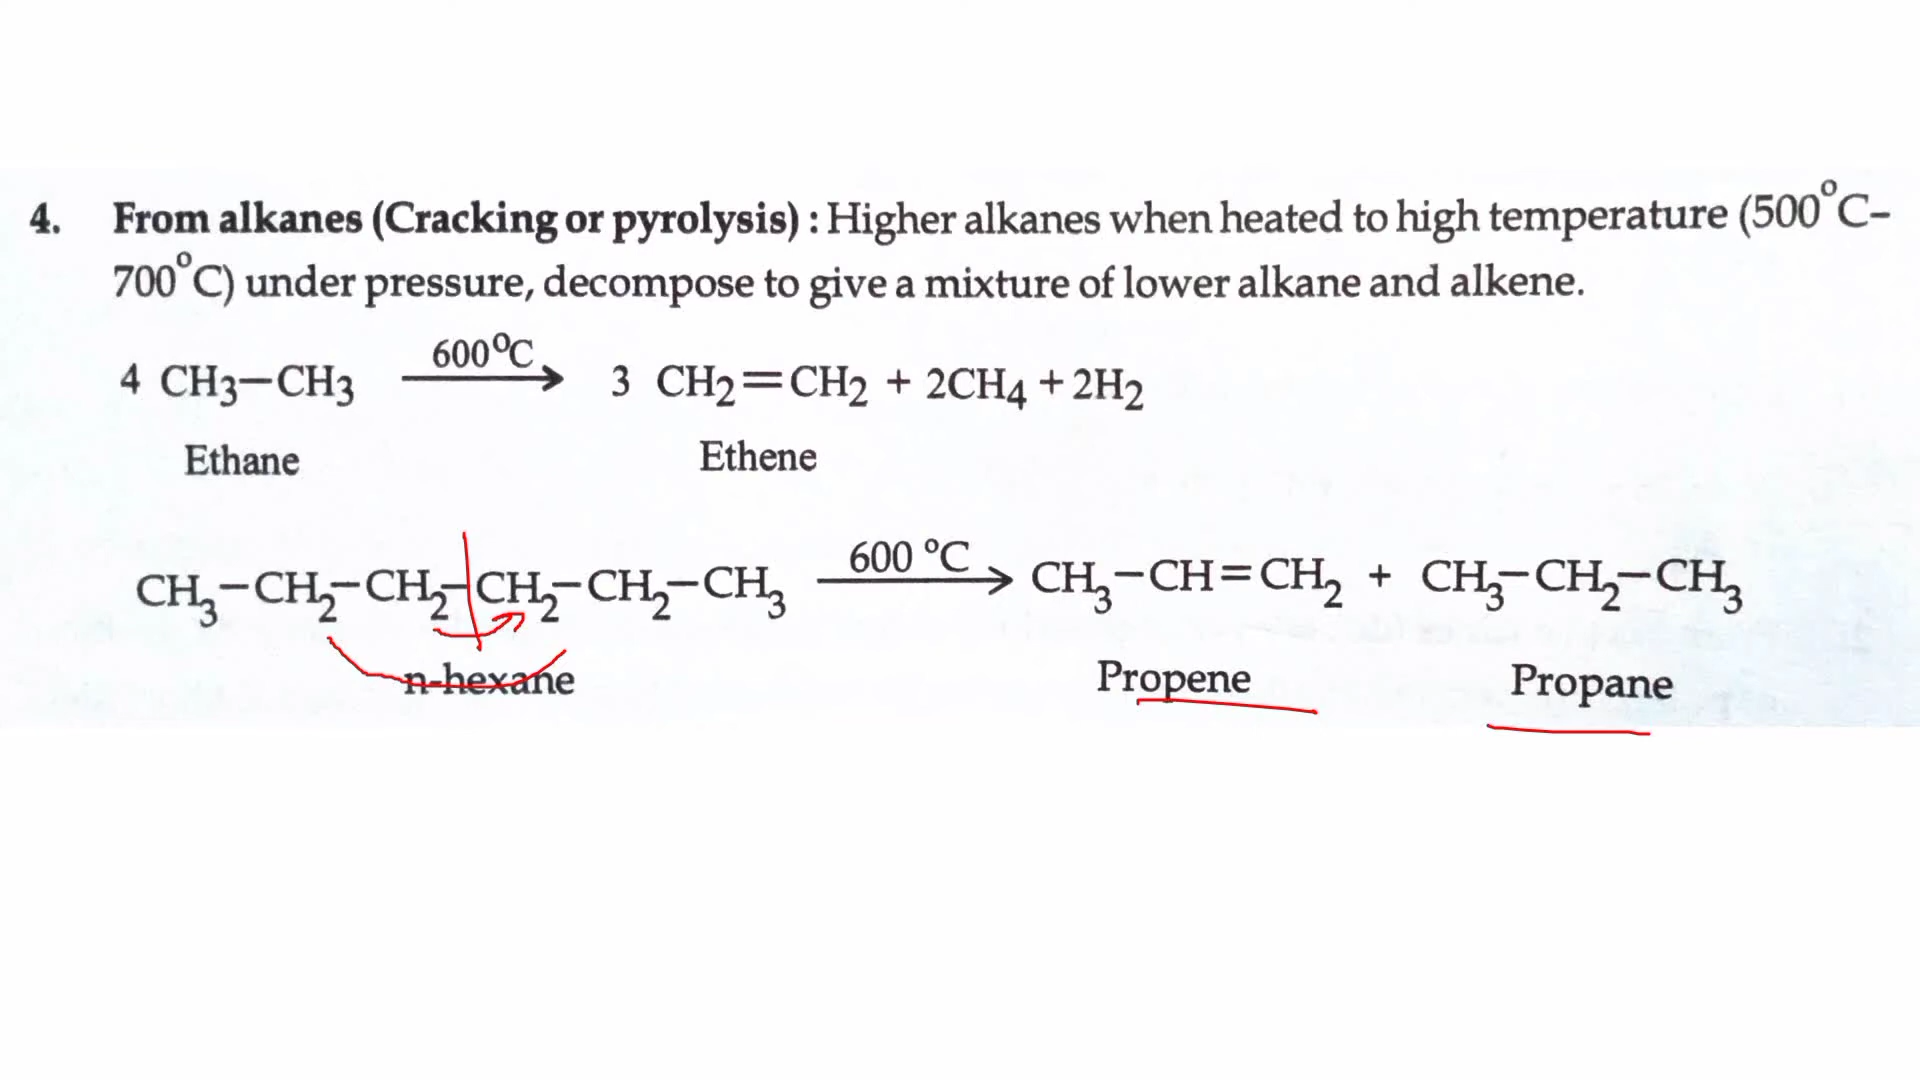 4. From alkanes (Cracking or pyrolysis) : Higher alkanes when heated to high temperature (500°C–
700°C) under pressure, decompose to give a mixture of lower alkane and alkene.
600°C
4 CH₃—CH₃ ⟶ 3 CH₂=CH₂ + 2CH₄ + 2H₂
Ethane Ethene
600 °C
CH₃—CH₂—CH₂—CH₂—CH₂—CH₃ ⟶ CH₃—CH=CH₂ + CH₃—CH₂—CH₃
n-hexane Propene Propane